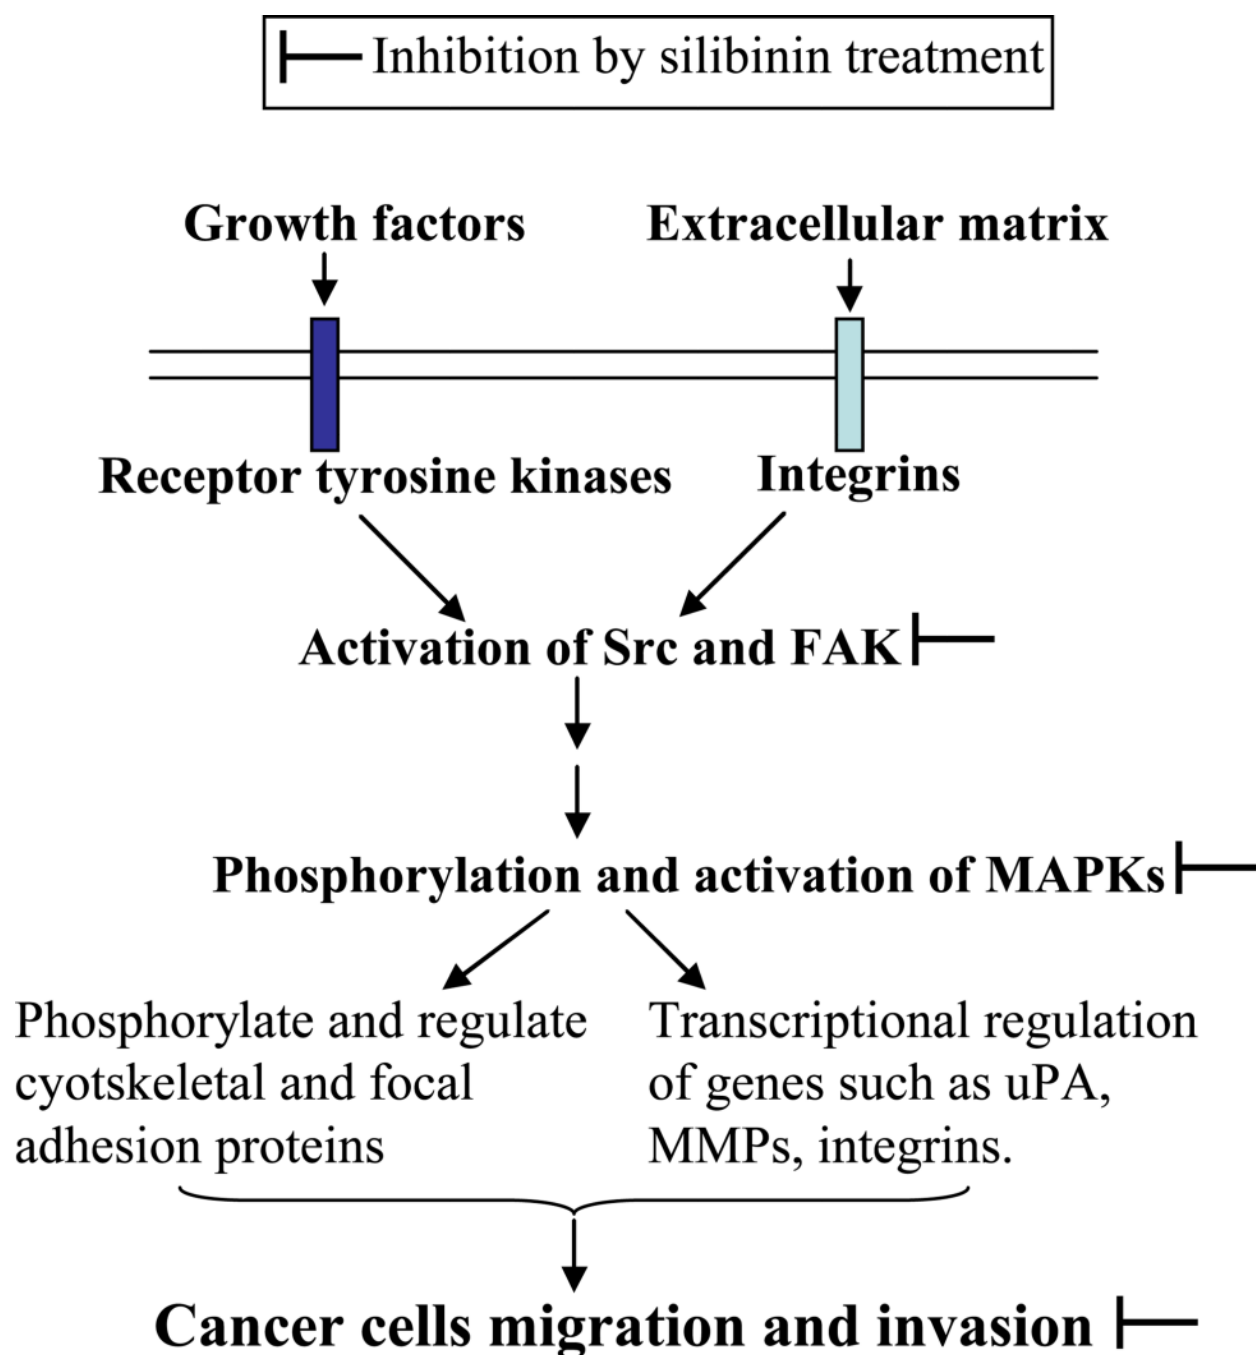 Inhibition by silibinin treatment
Growth factors
Extracellular matrix
Receptor tyrosine kinases
Integrins
Activation of Src and FAK
Phosphorylation and activation of MAPKs
Phosphorylate and regulate
cyotskeletal and focal
adhesion proteins
Transcriptional regulation
of genes such as uPA,
MMPs, integrins.
Cancer cells migration and invasion